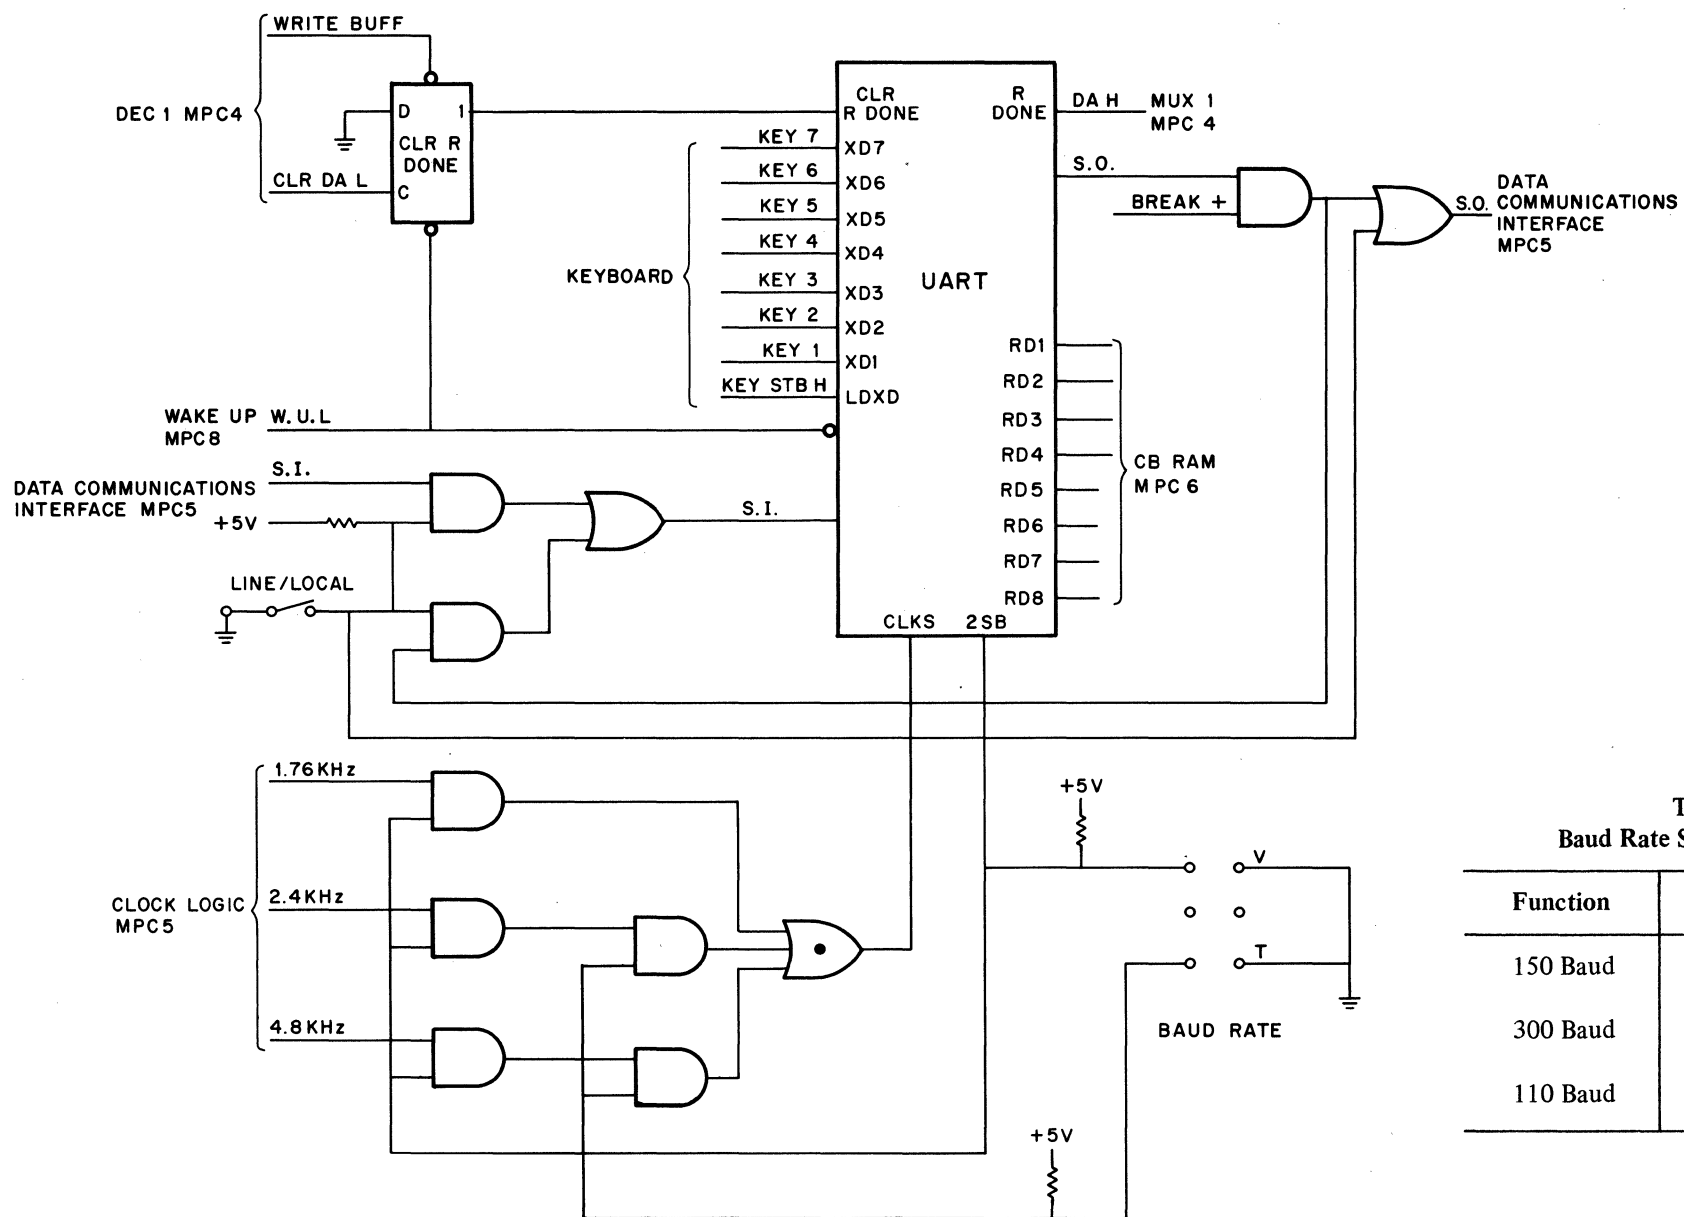 WRITE BUFF
DEC 1 MPC4
D 1
CLR R
DONE
CLR DA L
C
KEYBOARD
KEY 7
KEY 6
KEY 5
KEY 4
KEY 3
KEY 2
KEY 1
KEY STB H
CLR
R DONE
XD7
XD6
XD5
XD4
XD3
XD2
XD1
LDXD
UART
R
DONE
DA H
MUX 1
MPC 4
S.O.
BREAK +
S.O.
DATA
COMMUNICATIONS
INTERFACE
MPC5
RD1
RD2
RD3
RD4
RD5
RD6
RD7
RD8
CB RAM
MPC 6
WAKE UP W.U.L
MPC8
S.I.
DATA COMMUNICATIONS
INTERFACE MPC5
+5V
S.I.
LINE/LOCAL
CLKS 2SB
1.76KHz
2.4KHz
CLOCK LOGIC
MPC5
4.8KHz
+5V
V
T
BAUD RATE
+5V
T
Baud Rate S
Function
150 Baud
300 Baud
110 Baud